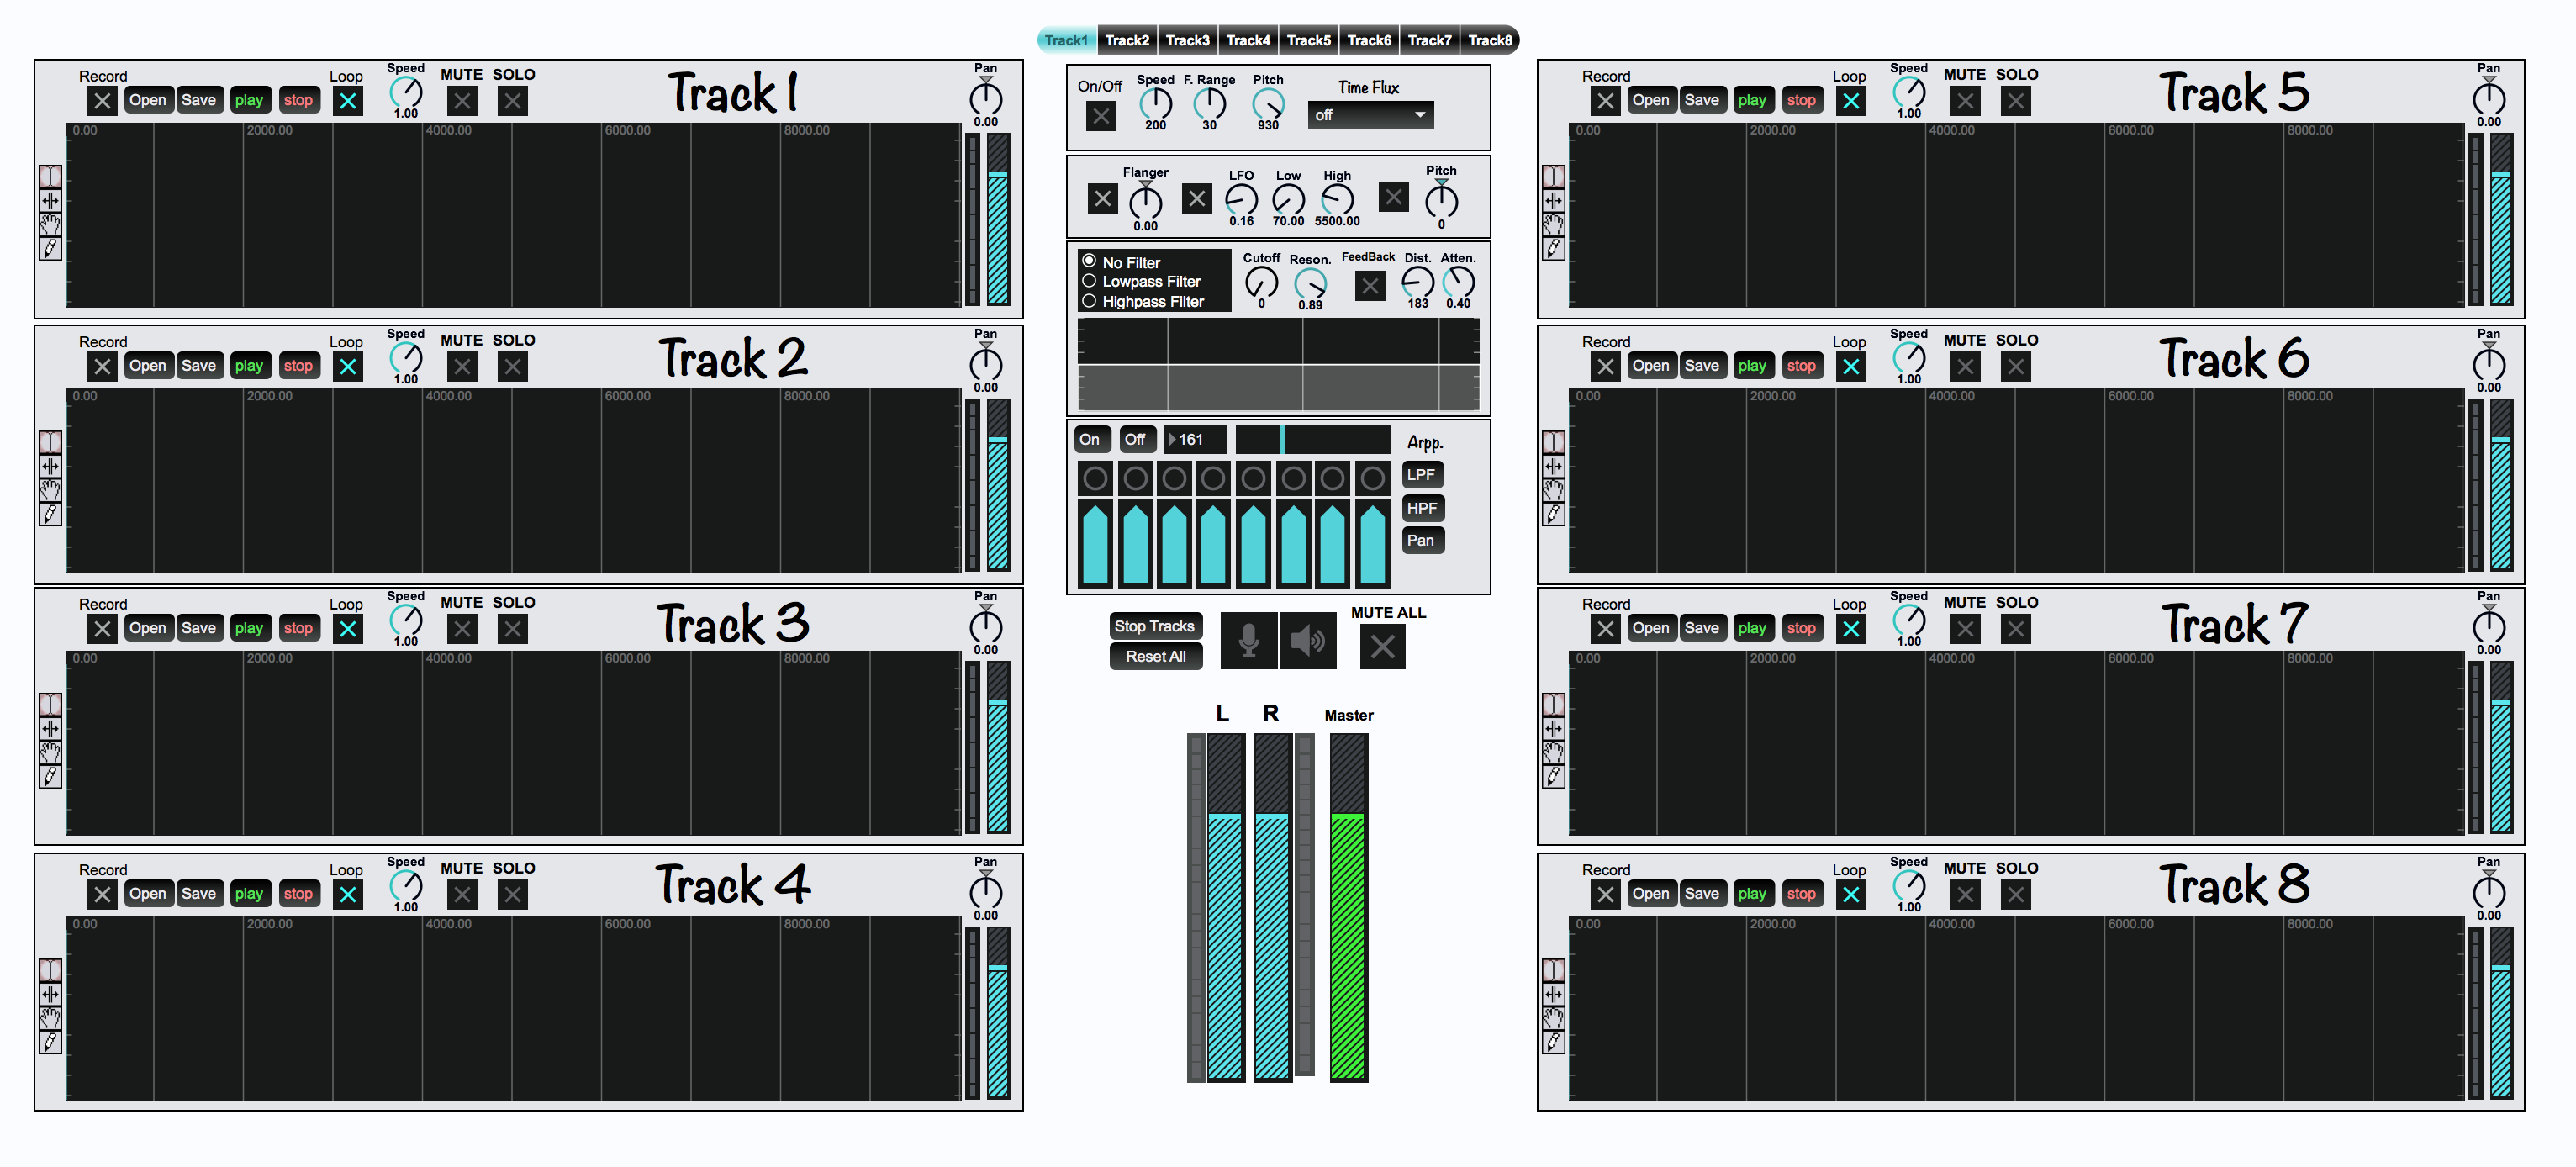 Track1 Track2 Track3 Track4 Track5 Track6 Track7 Track8
Record Loop Speed MUTE SOLO Track 1 Pan
Open Save play stop 1.00 0.00
0.00 2000.00 4000.00 6000.00 8000.00
Record Loop Speed MUTE SOLO Track 2 Pan
Open Save play stop 1.00 0.00
0.00 2000.00 4000.00 6000.00 8000.00
Record Loop Speed MUTE SOLO Track 3 Pan
Open Save play stop 1.00 0.00
0.00 2000.00 4000.00 6000.00 8000.00
Record Loop Speed MUTE SOLO Track 4 Pan
Open Save play stop 1.00 0.00
0.00 2000.00 4000.00 6000.00 8000.00
On/Off Speed F. Range Pitch Time Flux
200 30 930 off
Flanger LFO Low High Pitch
0.00 0.16 70.00 5500.00 0
No Filter
Lowpass Filter
Highpass Filter
Cutoff Reson. FeedBack Dist. Atten.
0 0.89 183 0.40
On Off 161 Arpp.
LPF
HPF
Pan
Stop Tracks
Reset All
MUTE ALL
L R Master
Record Loop Speed MUTE SOLO Track 5 Pan
Open Save play stop 1.00 0.00
0.00 2000.00 4000.00 6000.00 8000.00
Record Loop Speed MUTE SOLO Track 6 Pan
Open Save play stop 1.00 0.00
0.00 2000.00 4000.00 6000.00 8000.00
Record Loop Speed MUTE SOLO Track 7 Pan
Open Save play stop 1.00 0.00
0.00 2000.00 4000.00 6000.00 8000.00
Record Loop Speed MUTE SOLO Track 8 Pan
Open Save play stop 1.00 0.00
0.00 2000.00 4000.00 6000.00 8000.00